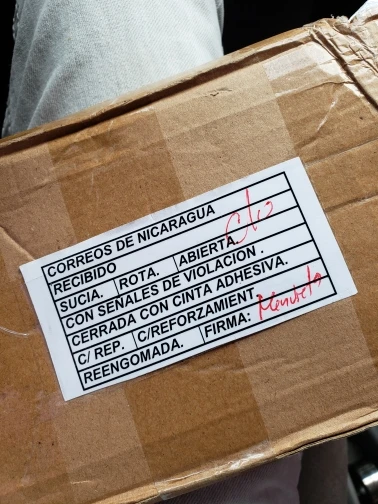 CORREOS DE NICARAGUA
RECIBIDO
SUCIA. ROTA. ABIERTA.
CON SEÑALES DE VIOLACION.
CERRADA CON CINTA ADHESIVA.
C/ REP. C/REFORZAMIENT.
REENGOMADA. FIRMA: